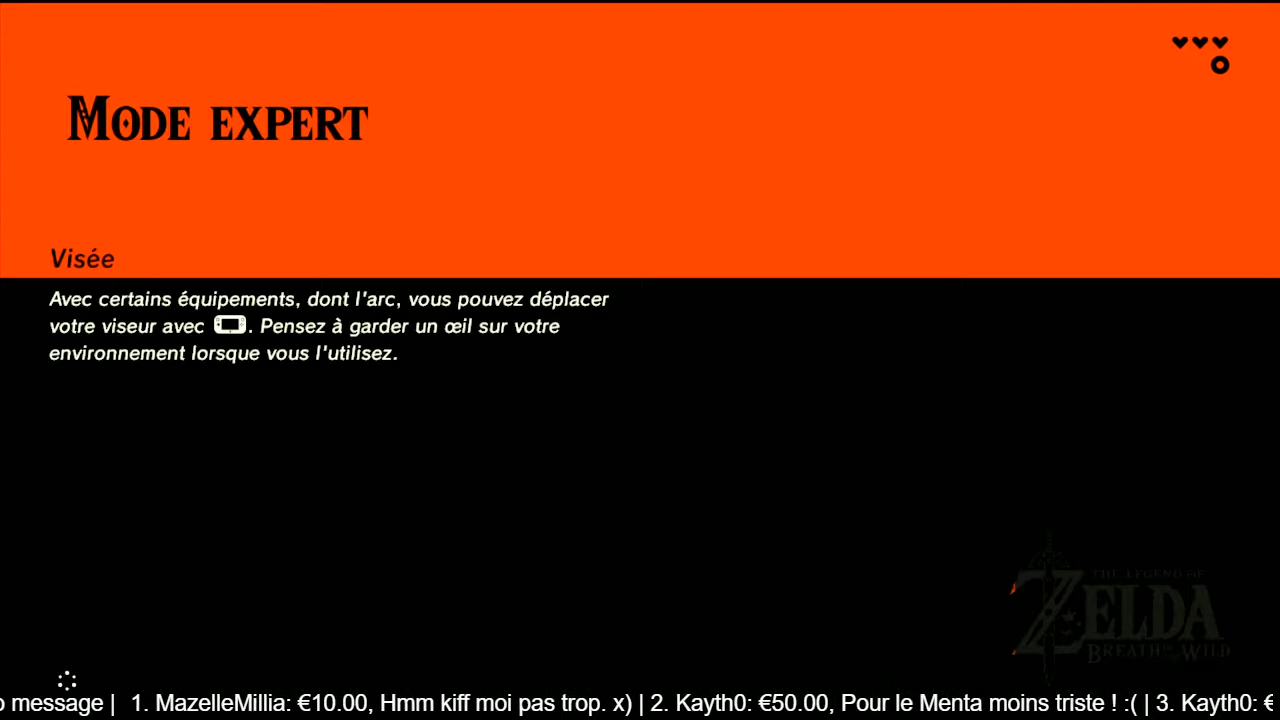 Mode expert
Visée
Avec certains équipements, dont l'arc, vous pouvez déplacer
votre viseur avec . Pensez à garder un œil sur votre
environnement lorsque vous l'utilisez.
THE LEGEND OF
ZELDA
BREATH OF THE WILD
o message | 1. MazelleMillia: €10.00, Hmm kiff moi pas trop. x) | 2. Kayth0: €50.00, Pour le Menta moins triste ! :( | 3. Kayth0: €